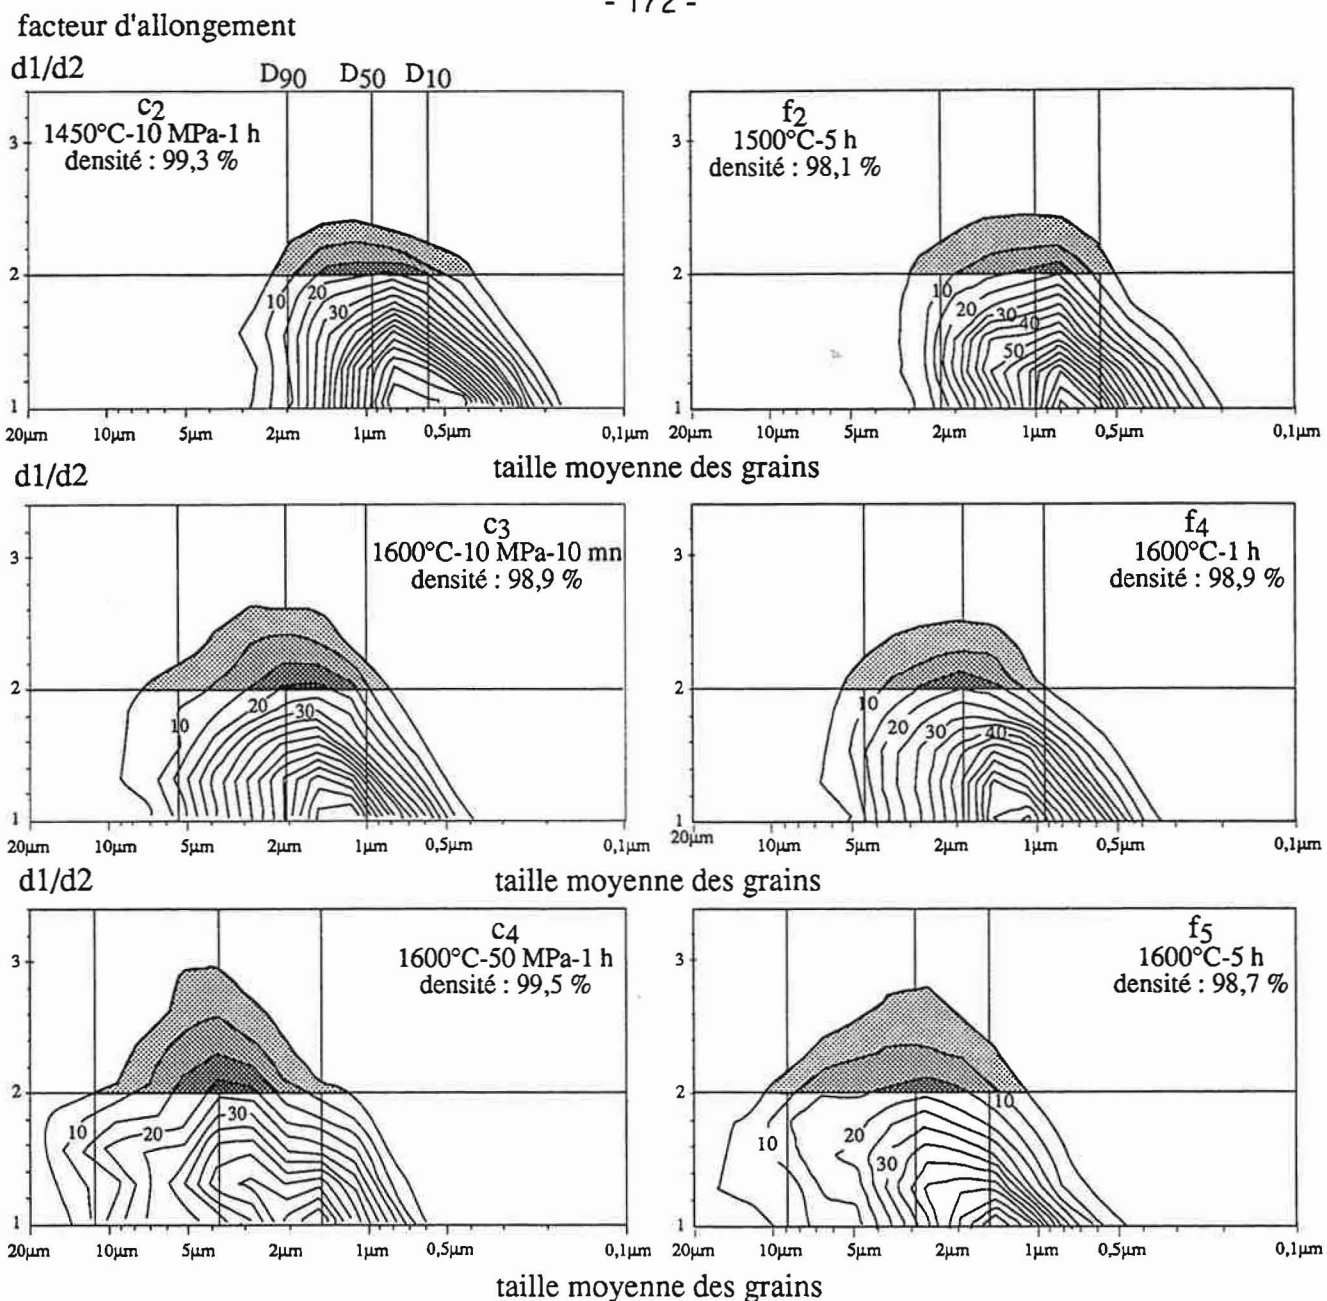 - 172 -
facteur d'allongement
d1/d2
D90 D50 D10
c2
1450°C-10 MPa-1 h
densité : 99,3 %
3
2
1
10
20
30
20µm 10µm 5µm 2µm 1µm 0,5µm 0,1µm
f2
1500°C-5 h
densité : 98,1 %
3
2
1
10
20
30
40
50
20µm 10µm 5µm 2µm 1µm 0,5µm 0,1µm
taille moyenne des grains
d1/d2
c3
1600°C-10 MPa-10 mn
densité : 98,9 %
3
2
1
10
20
30
20µm 10µm 5µm 2µm 1µm 0,5µm 0,1µm
f4
1600°C-1 h
densité : 98,9 %
3
2
1
10
20
30
40
20µm 10µm 5µm 2µm 1µm 0,5µm 0,1µm
taille moyenne des grains
d1/d2
c4
1600°C-50 MPa-1 h
densité : 99,5 %
3
2
1
10
20
30
20µm 10µm 5µm 2µm 1µm 0,5µm 0,1µm
f5
1600°C-5 h
densité : 98,7 %
3
2
1
10
10
20
30
20µm 10µm 5µm 2µm 1µm 0,5µm 0,1µm
taille moyenne des grains